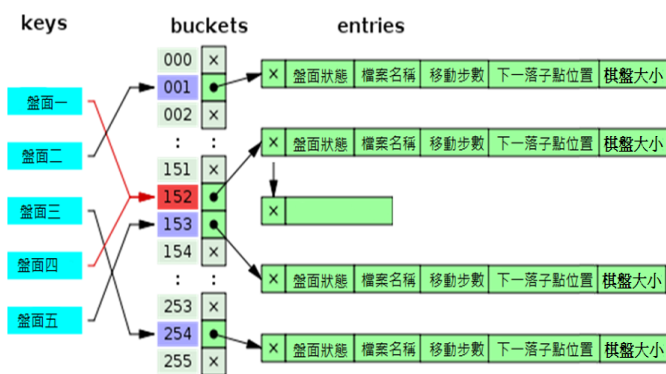 keys
buckets
entries
盤面一
盤面二
盤面三
盤面四
盤面五
000 ×
001
002 ×
: :
151 ×
152
153
154 ×
: :
253 ×
254
255 ×
× 盤面狀態 檔案名稱 移動步數 下一落子點位置 棋盤大小
× 盤面狀態 檔案名稱 移動步數 下一落子點位置 棋盤大小
×
× 盤面狀態 檔案名稱 移動步數 下一落子點位置 棋盤大小
× 盤面狀態 檔案名稱 移動步數 下一落子點位置 棋盤大小